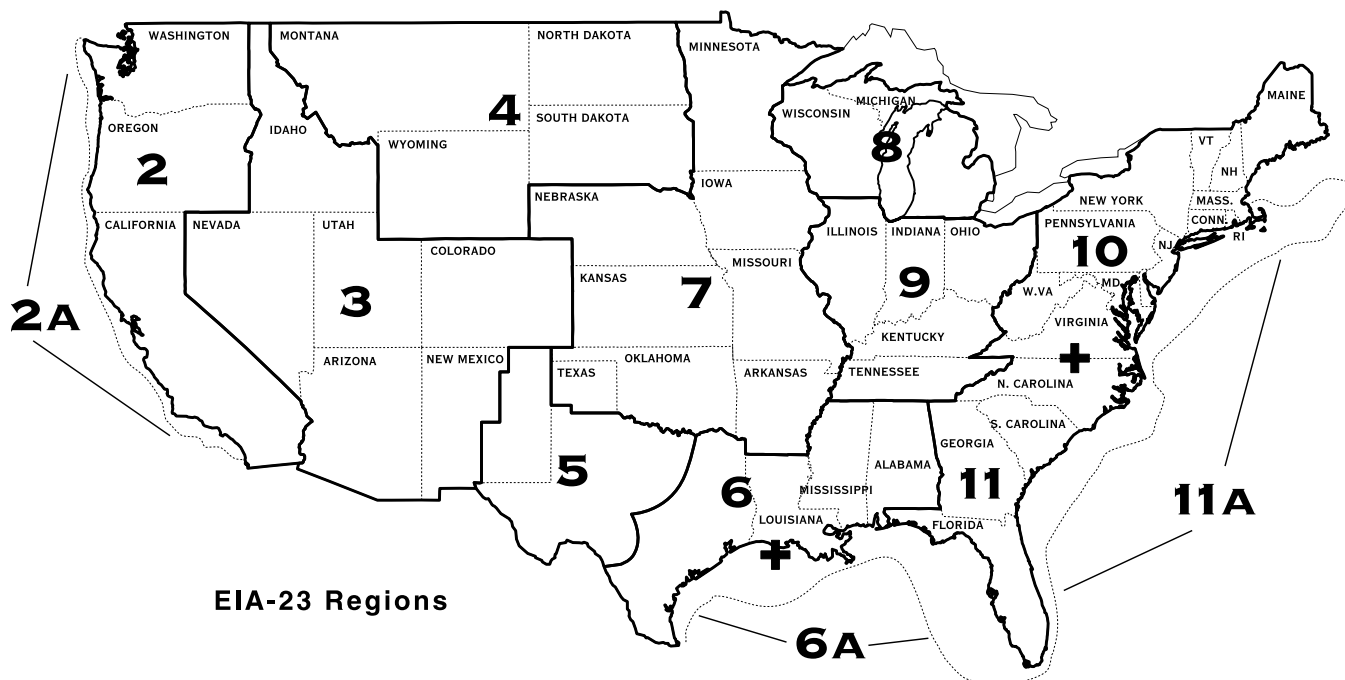 WASHINGTON
MONTANA
NORTH DAKOTA
MINNESOTA
MAINE
WISCONSIN
MICHIGAN
4
SOUTH DAKOTA
OREGON
IDAHO
WYOMING
VT
8
NH
2
IOWA
NEBRASKA
NEW YORK
MASS.
CALIFORNIA
NEVADA
UTAH
ILLINOIS
INDIANA
OHIO
PENNSYLVANIA
CONN.
RI
COLORADO
10
NJ
MISSOURI
KANSAS
9
W.VA
MD.
7
3
2A
VIRGINIA
KENTUCKY
ARIZONA
NEW MEXICO
OKLAHOMA
TEXAS
ARKANSAS
TENNESSEE
+
N. CAROLINA
S. CAROLINA
GEORGIA
ALABAMA
5
6
MISSISSIPPI
11
11A
LOUISIANA
FLORIDA
+
EIA-23 Regions
6A